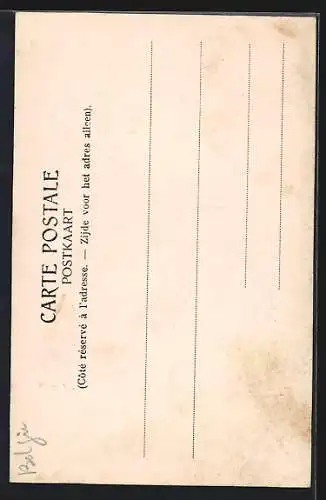 CARTE POSTALE
POSTKAART
(Côté réservé à l'adresse. — Zijde voor het adres alleen).